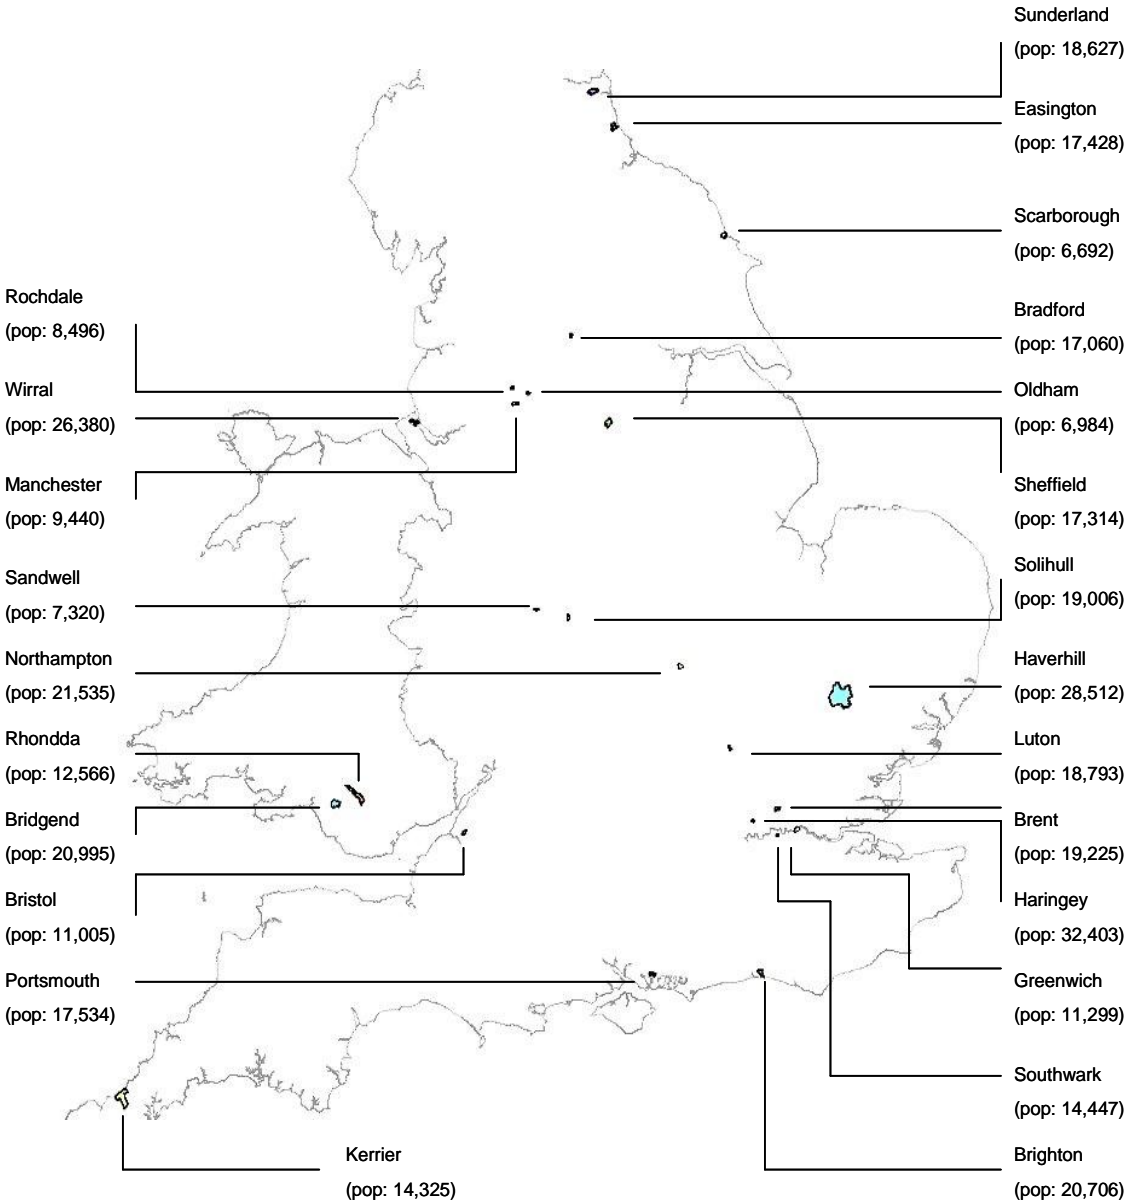 Sunderland
(pop: 18,627)
Easington
(pop: 17,428)
Scarborough
(pop: 6,692)
Rochdale
(pop: 8,496)
Bradford
(pop: 17,060)
Wirral
(pop: 26,380)
Oldham
(pop: 6,984)
Manchester
(pop: 9,440)
Sheffield
(pop: 17,314)
Sandwell
(pop: 7,320)
Solihull
(pop: 19,006)
Northampton
(pop: 21,535)
Haverhill
(pop: 28,512)
Rhondda
(pop: 12,566)
Luton
(pop: 18,793)
Bridgend
(pop: 20,995)
Brent
(pop: 19,225)
Bristol
(pop: 11,005)
Haringey
(pop: 32,403)
Portsmouth
(pop: 17,534)
Greenwich
(pop: 11,299)
Southwark
(pop: 14,447)
Kerrier
(pop: 14,325)
Brighton
(pop: 20,706)